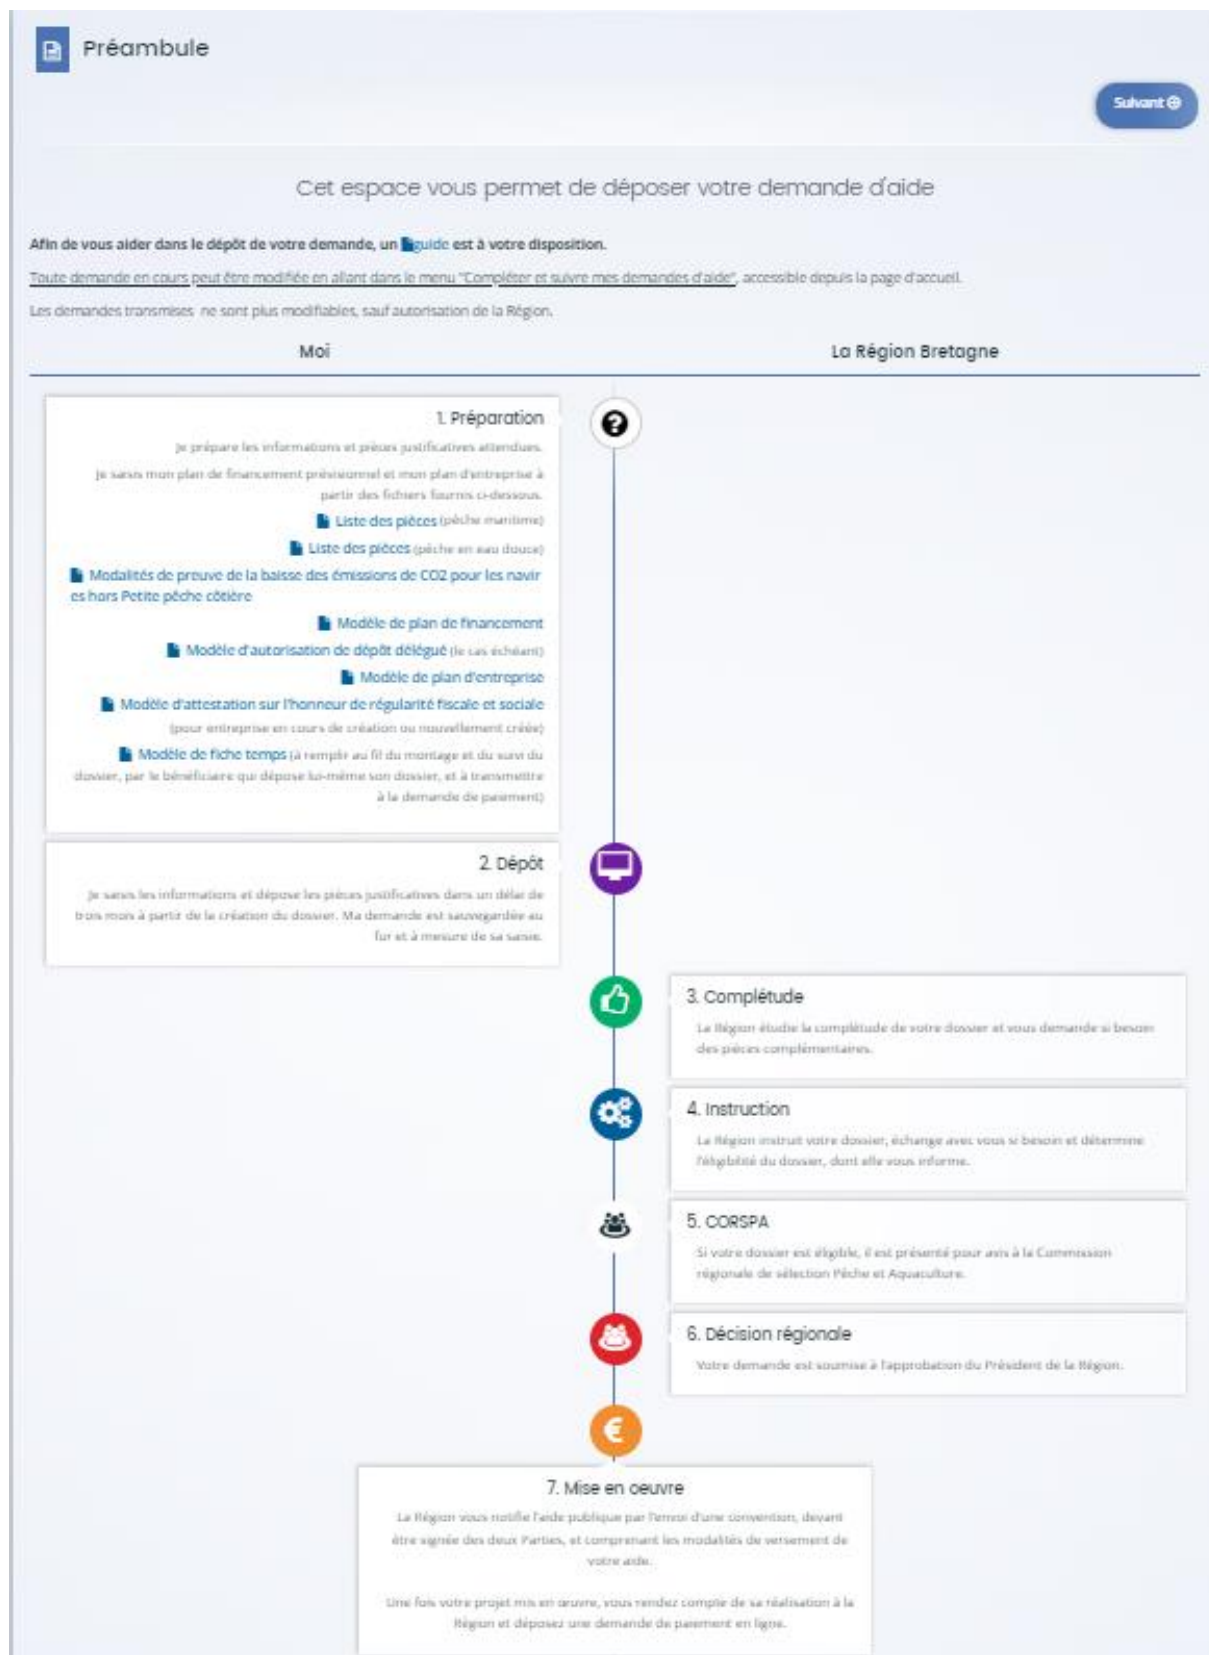 Préambule
Suivant
Cet espace vous permet de déposer votre demande d'aide
Afin de vous aider dans le dépôt de votre demande, un guide est à votre disposition.
Toute demande en cours peut être modifiée en allant dans le menu "Compléter et suivre mes demandes d'aide", accessible depuis la page d'accueil.
Les demandes transmises ne sont plus modifiables, sauf autorisation de la Région.
Moi
La Région Bretagne
1. Préparation
Je prépare les informations et pièces justificatives attendues.
Je saisis mon plan de financement prévisionnel et mon plan d'entreprise à
partir des fichiers fournis ci-dessous.
Liste des pièces (pêche maritime)
Liste des pièces (pêche en eau douce)
Modalités de preuve de la baisse des émissions de CO2 pour les navir
es hors Petite pêche côtière
Modèle de plan de financement
Modèle d'autorisation de dépôt délégué (le cas échéant)
Modèle de plan d'entreprise
Modèle d'attestation sur l'honneur de régularité fiscale et sociale
(pour entreprise en cours de création ou nouvellement créée)
Modèle de fiche temps (à remplir au fil du montage et du suivi du
dossier, par le bénéficiaire qui dépose lui-même son dossier, et à transmettre
à la demande de paiement)
2. Dépôt
Je saisis les informations et dépose les pièces justificatives dans un délai de
trois mois à partir de la création du dossier. Ma demande est sauvegardée au
fur et à mesure de sa saisie.
3. Complétude
La Région étudie la complétude de votre dossier et vous demande si besoin
des pièces complémentaires.
4. Instruction
La Région instruit votre dossier, échange avec vous si besoin et détermine
l'éligibilité du dossier, dont elle vous informe.
5. CORSPA
Si votre dossier est éligible, il est présenté pour avis à la Commission
régionale de sélection Pêche et Aquaculture.
6. Décision régionale
Votre demande est soumise à l'approbation du Président de la Région.
7. Mise en oeuvre
La Région vous notifie l'aide publique par l'envoi d'une convention, devant
être signée des deux Parties, et comprenant les modalités de versement de
votre aide.
Une fois votre projet mis en œuvre, vous rendez compte de sa réalisation à la
Région et déposez une demande de paiement en ligne.